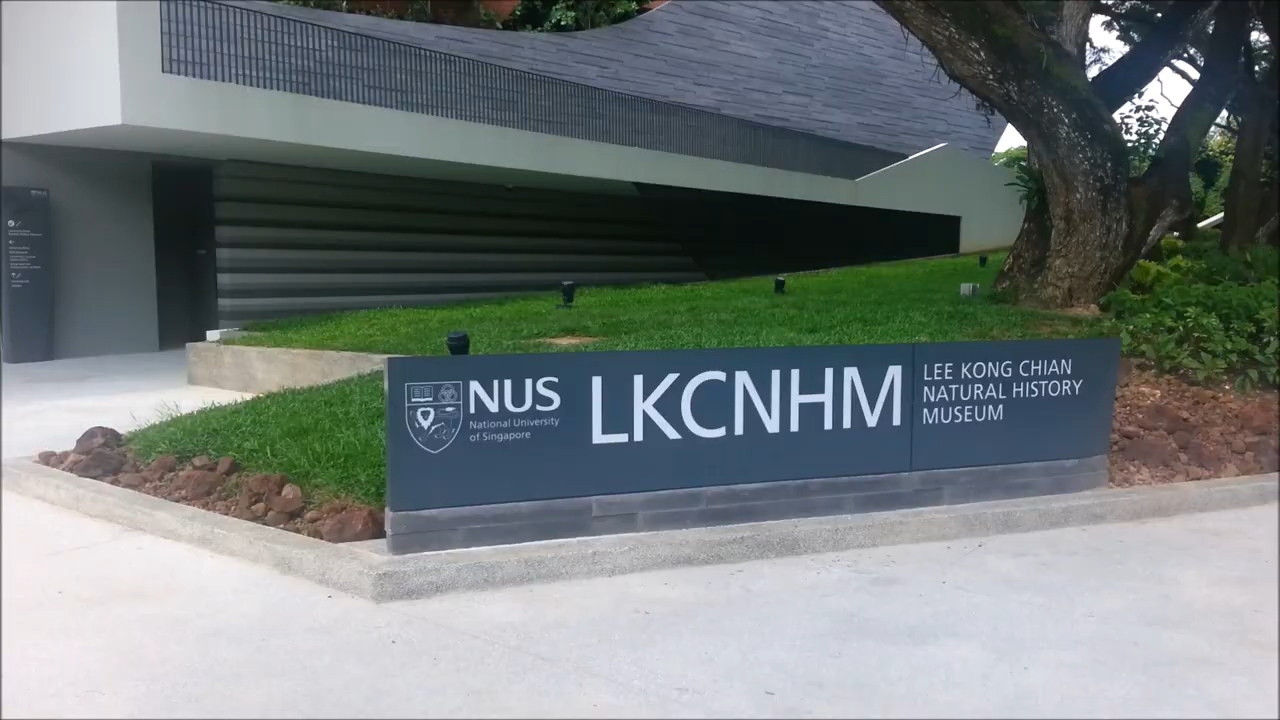 NUS
National University
of Singapore
LKCNHM
LEE KONG CHIAN
NATURAL HISTORY
MUSEUM